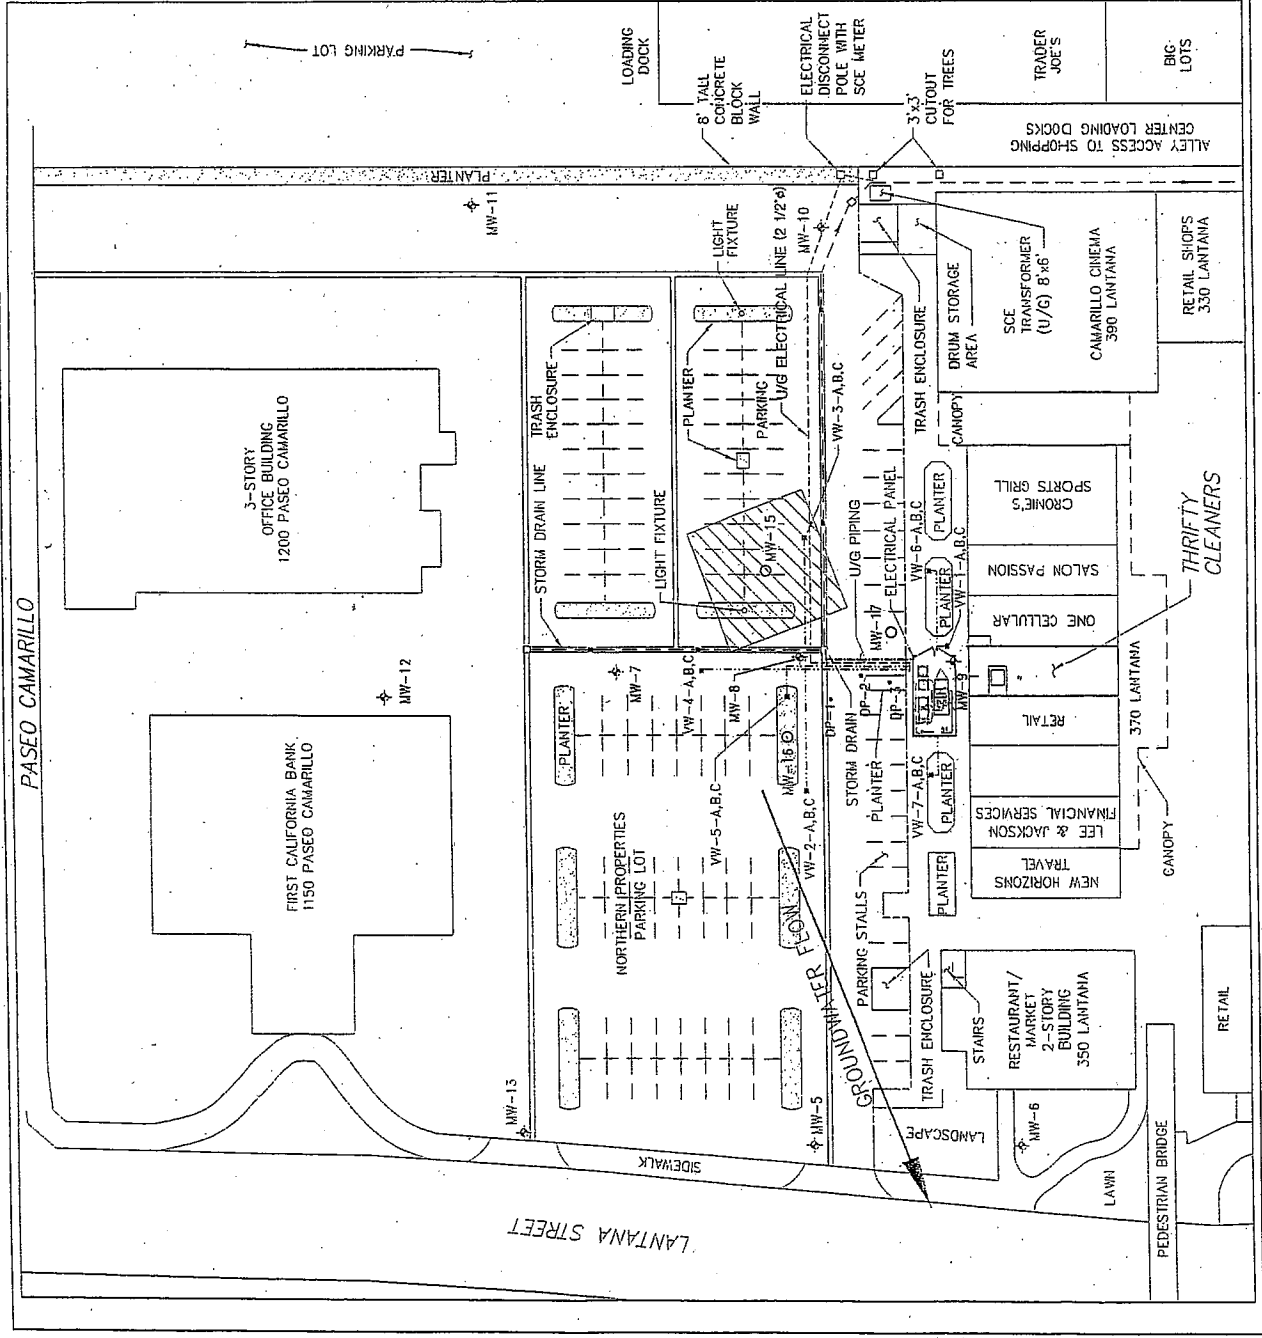 PARKING LOT
LOADING
DOCK
ELECTRICAL
DISCONNECT
POLE WITH
SCE METER
TRADER
JOE'S
BIG
LOTS
8' TALL
CONCRETE
BLOCK
WALL
3'x3'
CUTOUT
FOR TREES
ALLEY ACCESS TO SHOPPING
CENTER LOADING DOCKS
PLANTER
MW-11
LIGHT
FIXTURE
MW-10
U/G ELECTRICAL LINE (2 1/2"ø)
TRASH ENCLOSURE
DRUM STORAGE
AREA
SCE
TRANSFORMER
(U/G) 8'x6'
CAMARILLO CINEMA
390 LANTANA
RETAIL SHOPS
330 LANTANA
3-STORY
OFFICE BUILDING
1200 PASEO CAMARILLO
TRASH
ENCLOSURE
PLANTER
PARKING
VW-3-A,B,C
CANOPY
STORM DRAIN LINE
LIGHT FIXTURE
MW-15
U/G PIPING
ELECTRICAL PANEL
VW-6-A,B,C
PLANTER
PLANTER
VW-1-A,B,C
CRONIE'S
SPORTS GRILL
SALON PASSION
ONE CELLULAR
THRIFTY
CLEANERS
PASEO CAMARILLO
MW-12
MW-7
VW-4-A,B,C
MW-8
MW-17
DP-1
DP-2
DP-3
MW-9
RETAIL
370 LANTANA
FIRST CALIFORNIA BANK
1150 PASEO CAMARILLO
PLANTER
MW-16
VW-5-A,B,C
VW-2-A,B,C
STORM DRAIN
PLANTER
VW-7-A,B,C
PLANTER
LEE & JACKSON
FINANCIAL SERVICES
NEW HORIZONS
TRAVEL
CANOPY
NORTHERN PROPERTIES
PARKING LOT
GROUNDWATER FLOW
PARKING STALLS
PLANTER
TRASH ENCLOSURE
STAIRS
RESTAURANT/
MARKET
2-STORY
BUILDING
350 LANTANA
RETAIL
MW-13
MW-5
LANDSCAPE
MW-6
SIDEWALK
LAWN
PEDESTRIAN BRIDGE
LANTANA STREET